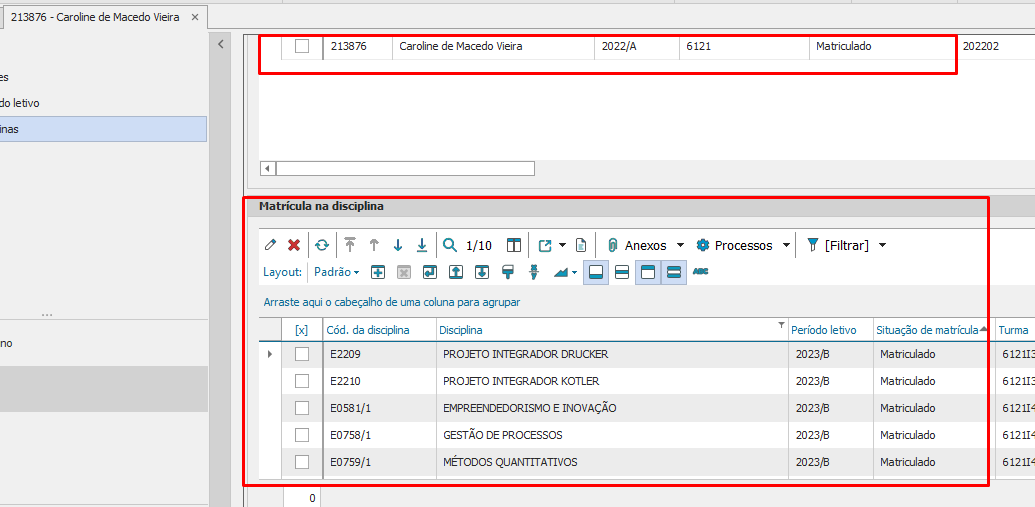 213876 - Caroline de Macedo Vieira ×
213876 Caroline de Macedo Vieira 2022/A 6121 Matriculado 202202
es
do letivo
inas
no
Matrícula na disciplina
1/10 Anexos Processos [Filtrar]
Layout: Padrão ABC
Arraste aqui o cabeçalho de uma coluna para agrupar
[x] Cód. da disciplina Disciplina Período letivo Situação de matrícula Turma
E2209 PROJETO INTEGRADOR DRUCKER 2023/B Matriculado 6121I3
E2210 PROJETO INTEGRADOR KOTLER 2023/B Matriculado 6121I3
E0581/1 EMPREENDEDORISMO E INOVAÇÃO 2023/B Matriculado 6121I4
E0758/1 GESTÃO DE PROCESSOS 2023/B Matriculado 6121I4
E0759/1 MÉTODOS QUANTITATIVOS 2023/B Matriculado 6121I4
0